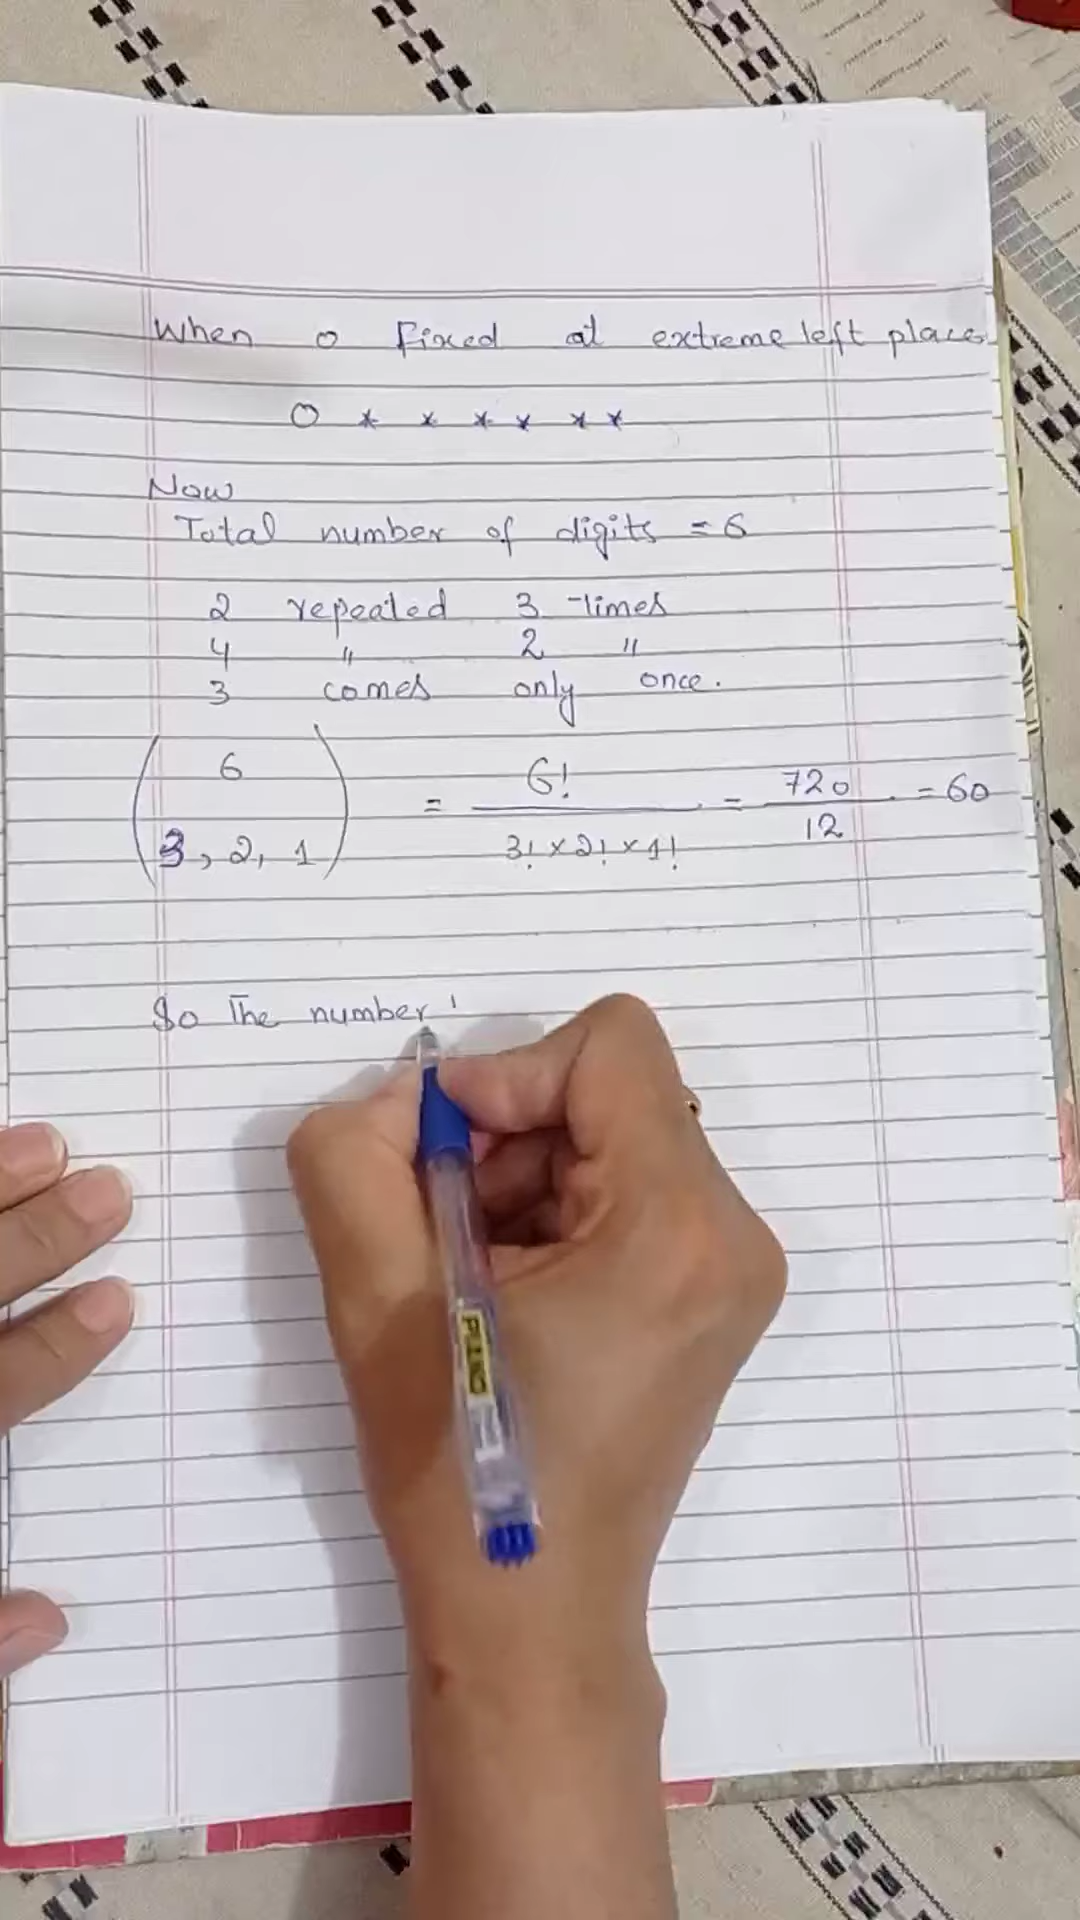 When 0 fixed at extreme left place
0 * * * * * *
Now
Total number of digits = 6
2 repeated 3 times
4 " 2 "
3 comes only once.
( 6 / 3, 2, 1 ) = 6! / 3! × 2! × 1! = 720 / 12 = 60
So The number
PILOT